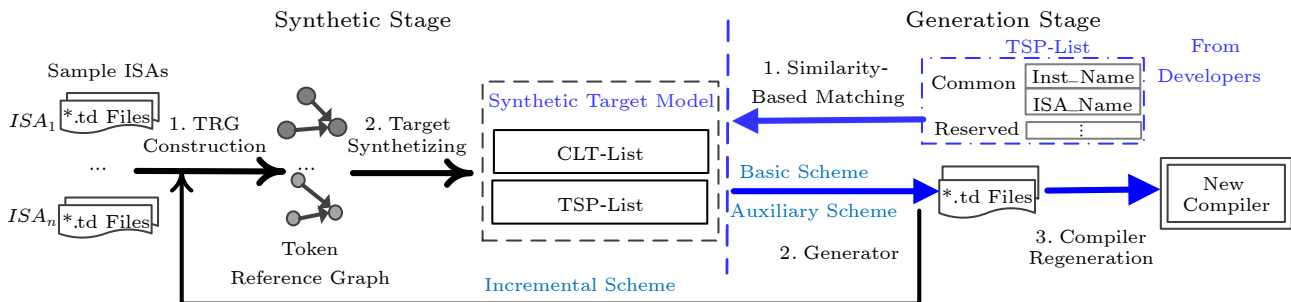 Synthetic Stage
Generation Stage
Sample ISAs
ISA1
*.td Files
...
ISAn
*.td Files
1. TRG
Construction
...
Token
Reference Graph
2. Target
Synthetizing
Synthetic Target Model
CLT-List
TSP-List
1. Similarity-
Based Matching
TSP-List
Common
Inst_Name
ISA_Name
Reserved
⋮
From
Developers
Basic Scheme
Auxiliary Scheme
2. Generator
*.td Files
3. Compiler
Regeneration
New
Compiler
Incremental Scheme